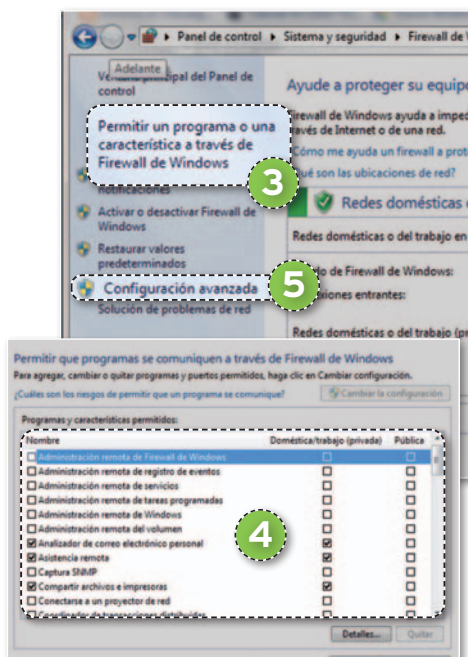 Panel de control ▸ Sistema y seguridad ▸ Firewall de
Adelante
Ventana principal del Panel de
control
Permitir un programa o una
característica a través de
Firewall de Windows
3
notificaciones
Activar o desactivar Firewall de
Windows
Restaurar valores
predeterminados
Configuración avanzada
5
Solución de problemas de red
Ayude a proteger su equipo
Firewall de Windows ayuda a imped
través de Internet o de una red.
Cómo me ayuda un firewall a prot
qué son las ubicaciones de red?
Redes domésticas
Redes domésticas o del trabajo en
de Firewall de Windows:
xiones entrantes:
Redes domésticas o del trabajo (pr
Permitir que programas se comuniquen a través de Firewall de Windows
Para agregar, cambiar o quitar programas y puertos permitidos, haga clic en Cambiar configuración.
¿Cuáles son los riesgos de permitir que un programa se comunique?
Cambiar la configuración
Programas y características permitidos:
Nombre Doméstica/trabajo (privada) Pública
Administración remota de Firewall de Windows
Administración remota de registro de eventos
Administración remota de servicios
Administración remota de tareas programadas
Administración remota de Windows
Administración remota del volumen
Analizador de correo electrónico personal
Asistencia remota
Captura SNMP
Compartir archivos e impresoras
Conectarse a un proyector de red
Coordinador de transacciones distribuidas
4
Detalles... Quitar